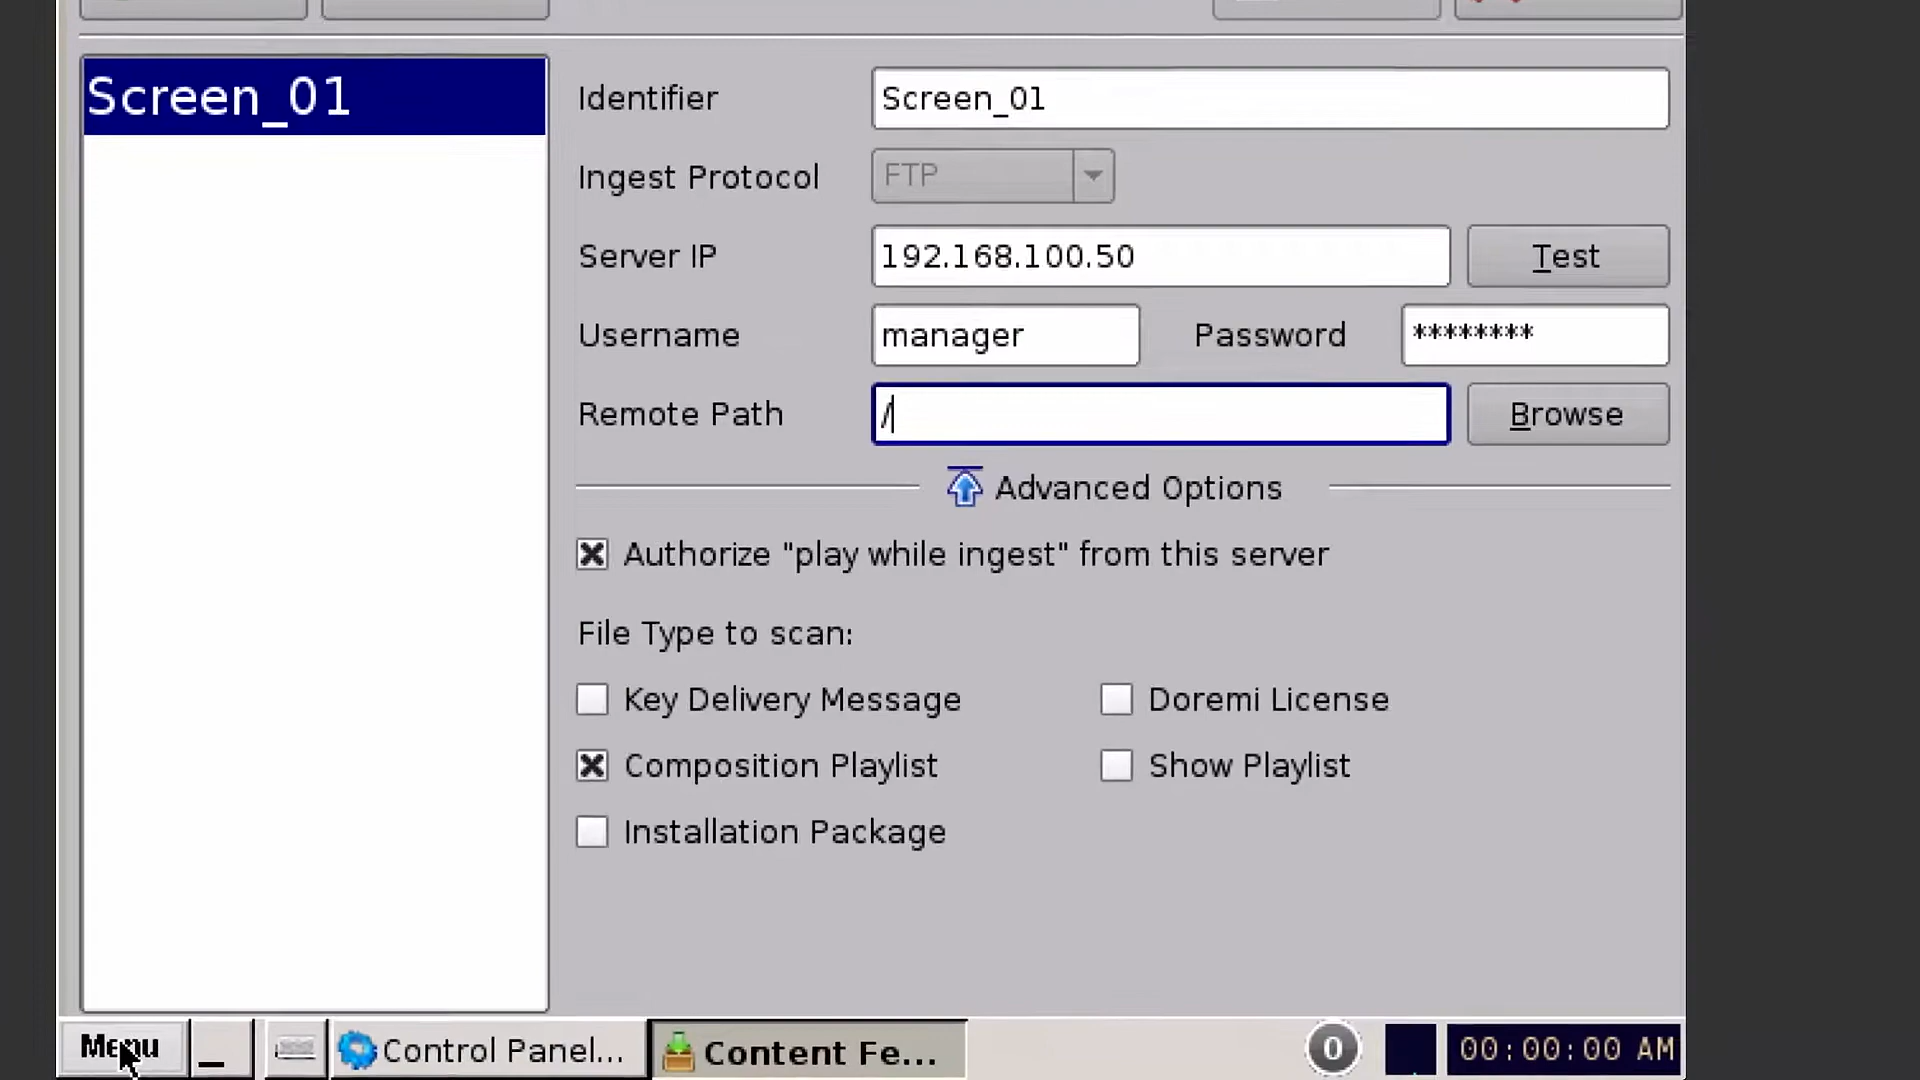 Screen_01
Identifier Screen_01
Ingest Protocol FTP
Server IP 192.168.100.50 Test
Username manager Password ********
Remote Path / Browse
Advanced Options
Authorize "play while ingest" from this server
File Type to scan:
Key Delivery Message Doremi License
Composition Playlist Show Playlist
Installation Package
Menu _ Control Panel... Content Fe... 0 00:00:00 AM